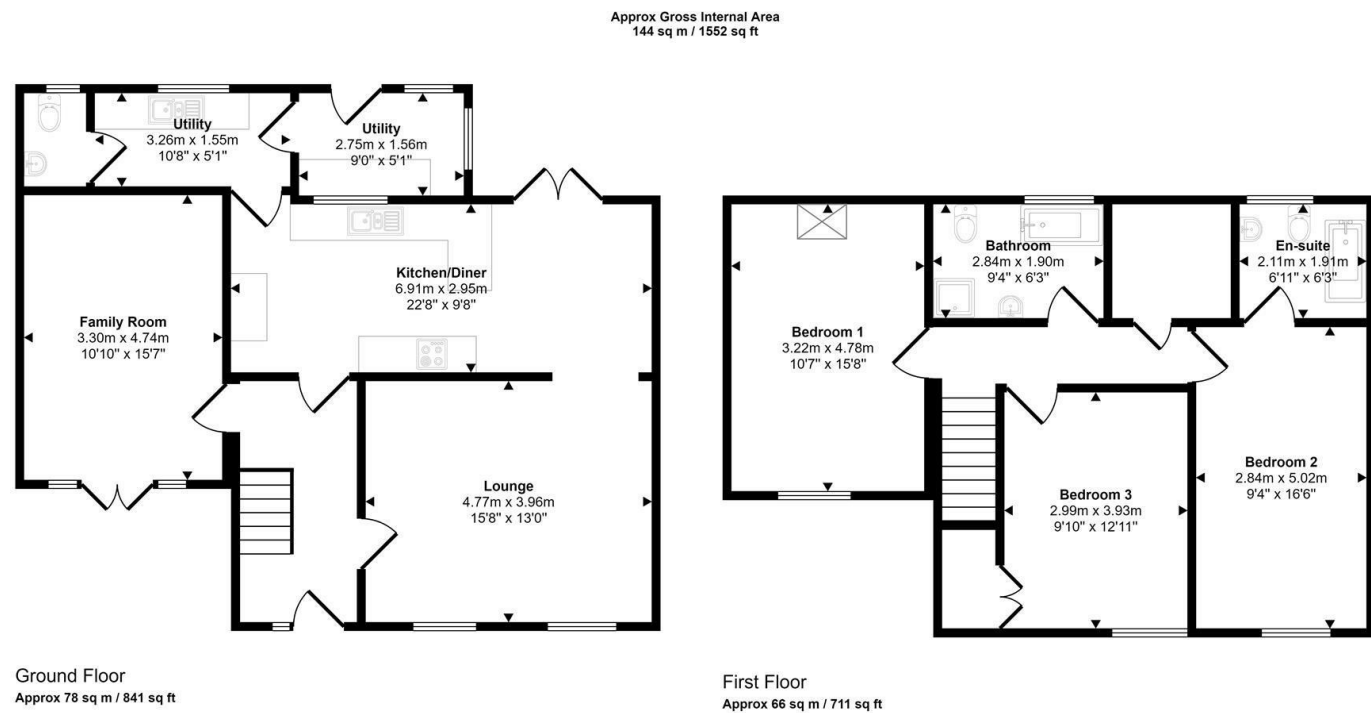 Approx Gross Internal Area
144 sq m / 1552 sq ft
Utility
3.26m x 1.55m
10'8" x 5'1"
Utility
2.75m x 1.56m
9'0" x 5'1"
Kitchen/Diner
6.91m x 2.95m
22'8" x 9'8"
Family Room
3.30m x 4.74m
10'10" x 15'7"
Lounge
4.77m x 3.96m
15'8" x 13'0"
Ground Floor
Approx 78 sq m / 841 sq ft
Bathroom
2.84m x 1.90m
9'4" x 6'3"
En-suite
2.11m x 1.91m
6'11" x 6'3"
Bedroom 1
3.22m x 4.78m
10'7" x 15'8"
Bedroom 2
2.84m x 5.02m
9'4" x 16'6"
Bedroom 3
2.99m x 3.93m
9'10" x 12'11"
First Floor
Approx 66 sq m / 711 sq ft